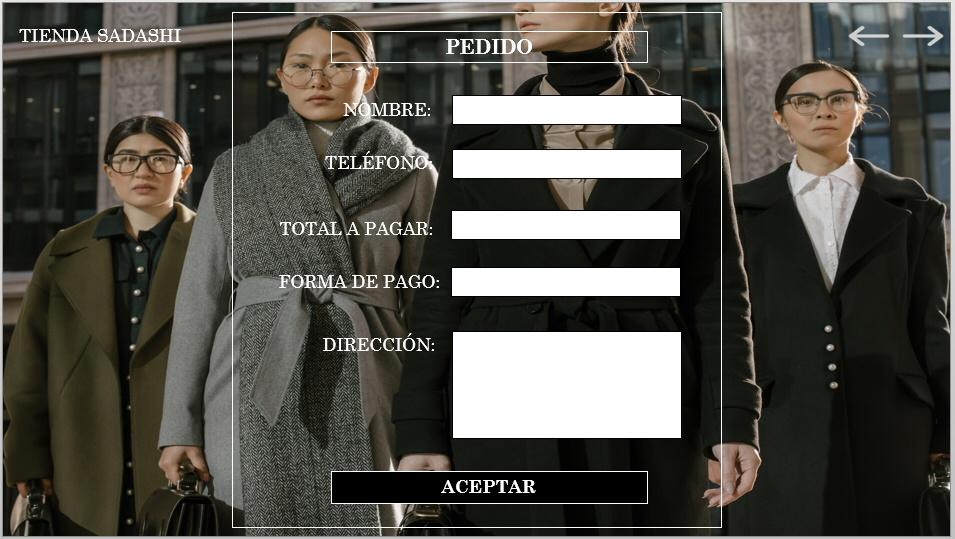 TIENDA SADASHI
PEDIDO
NOMBRE:
TELÉFONO:
TOTAL A PAGAR:
FORMA DE PAGO:
DIRECCIÓN:
ACEPTAR